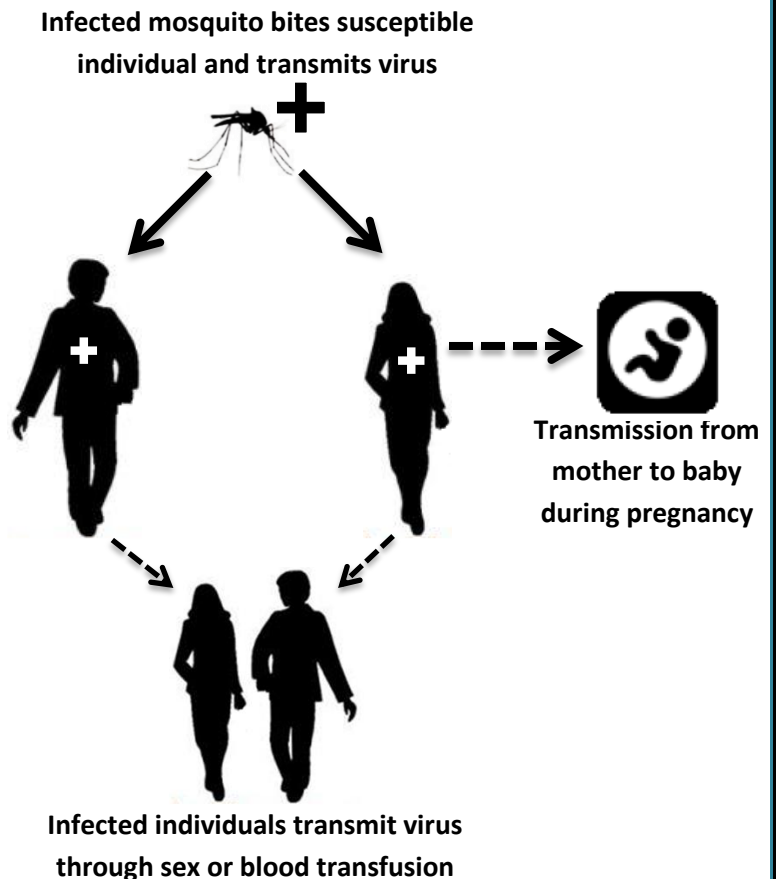 Infected mosquito bites susceptible
individual and transmits virus
Transmission from
mother to baby
during pregnancy
Infected individuals transmit virus
through sex or blood transfusion